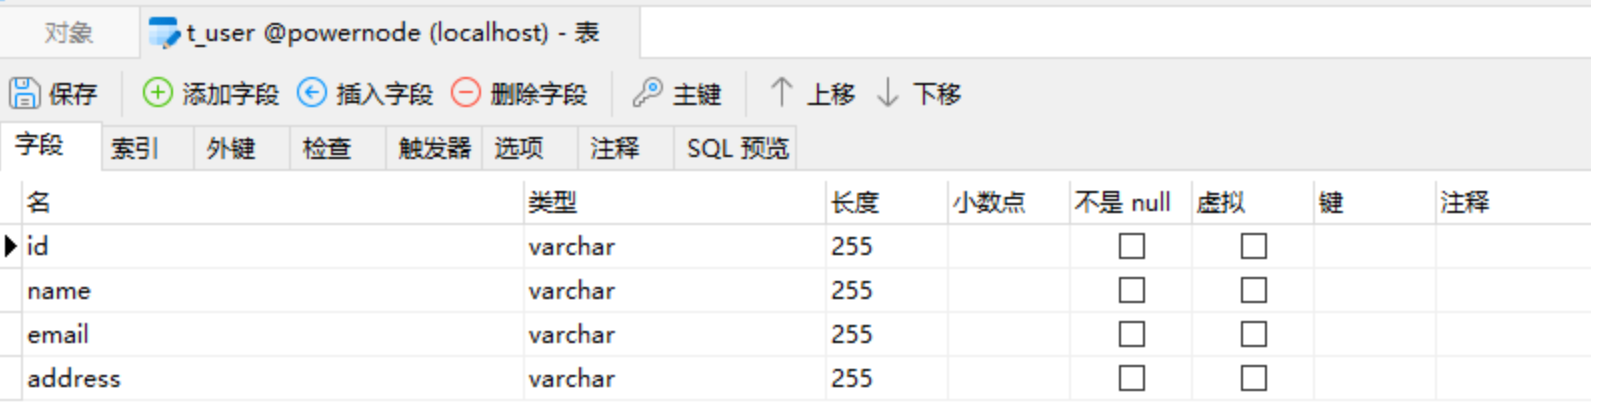 对象 t_user @powernode (localhost) - 表
保存 添加字段 插入字段 删除字段 主键 上移 下移
字段 索引 外键 检查 触发器 选项 注释 SQL 预览
名 类型 长度 小数点 不是 null 虚拟 键 注释
id varchar 255
name varchar 255
email varchar 255
address varchar 255